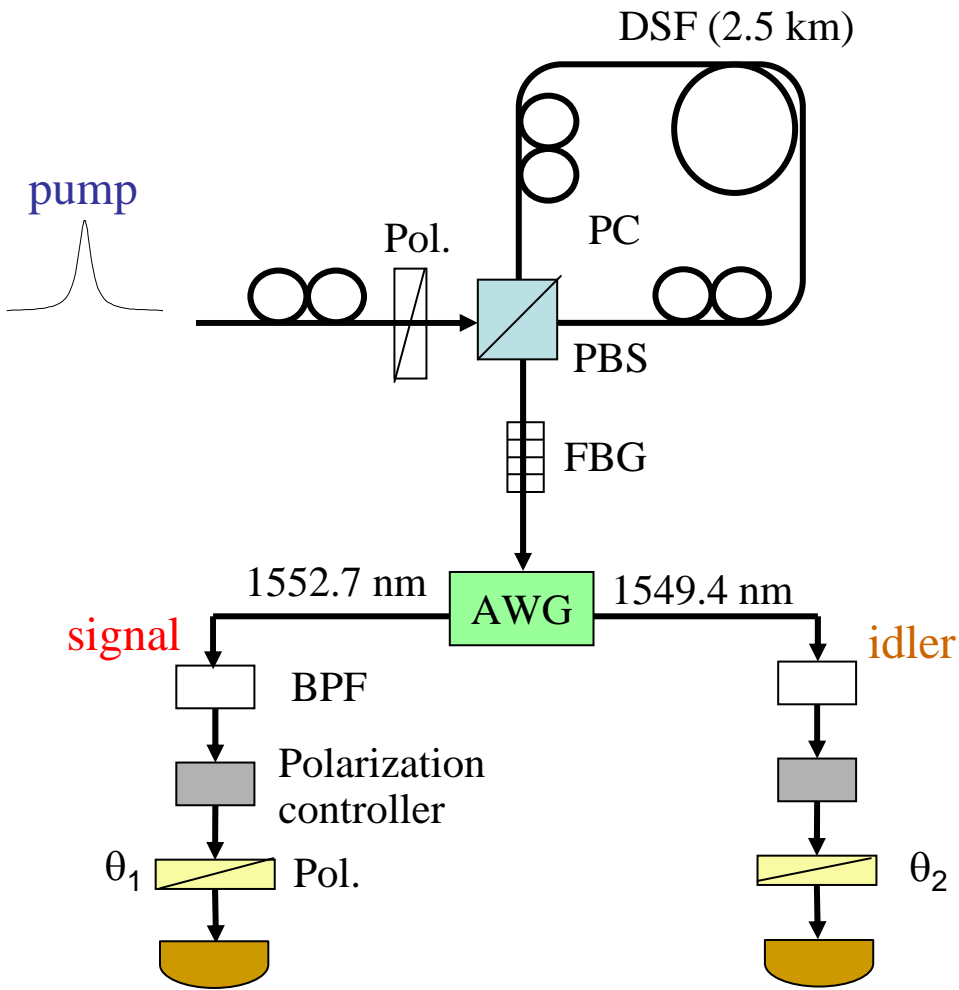 DSF (2.5 km)
pump
Pol.
PC
PBS
FBG
1552.7 nm
AWG
1549.4 nm
signal
idler
BPF
Polarization
controller
θ1
Pol.
θ2